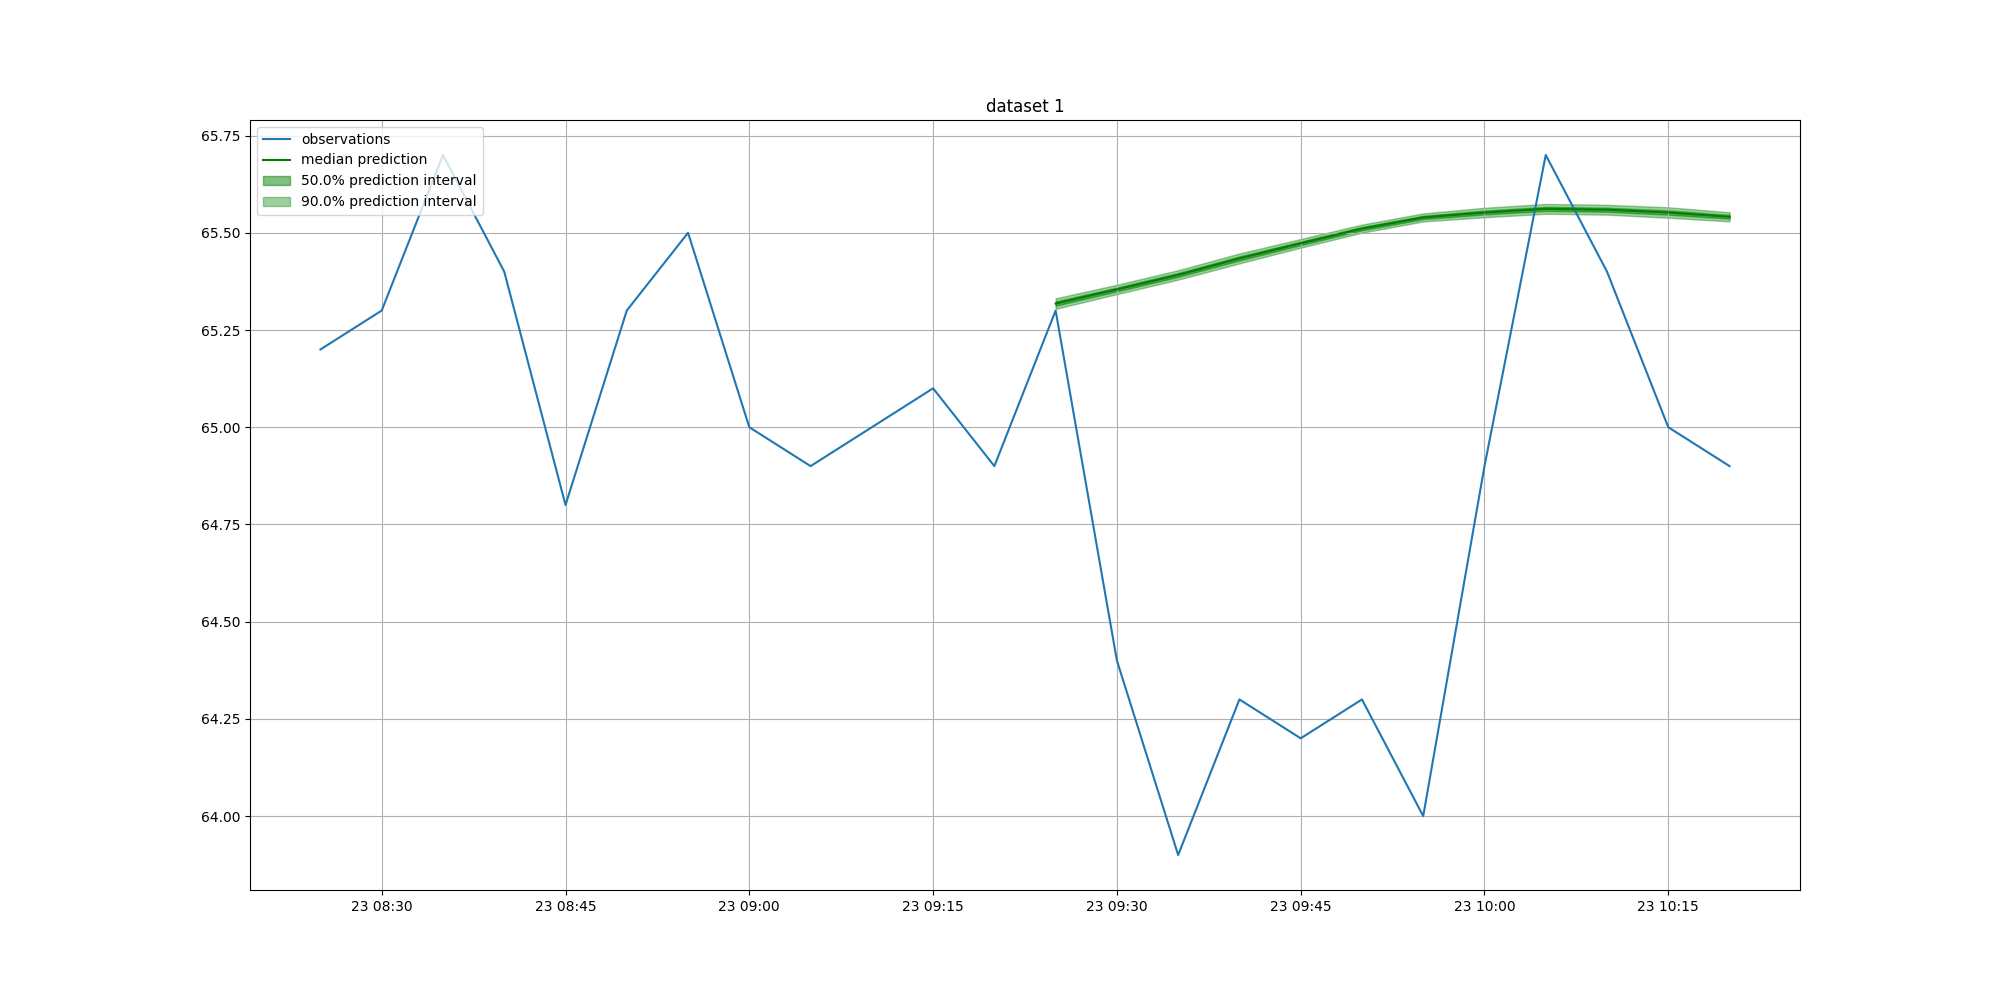 dataset 1
observations
median prediction
50.0% prediction interval
90.0% prediction interval
65.75
65.50
65.25
65.00
64.75
64.50
64.25
64.00
23 08:30 23 08:45 23 09:00 23 09:15 23 09:30 23 09:45 23 10:00 23 10:15